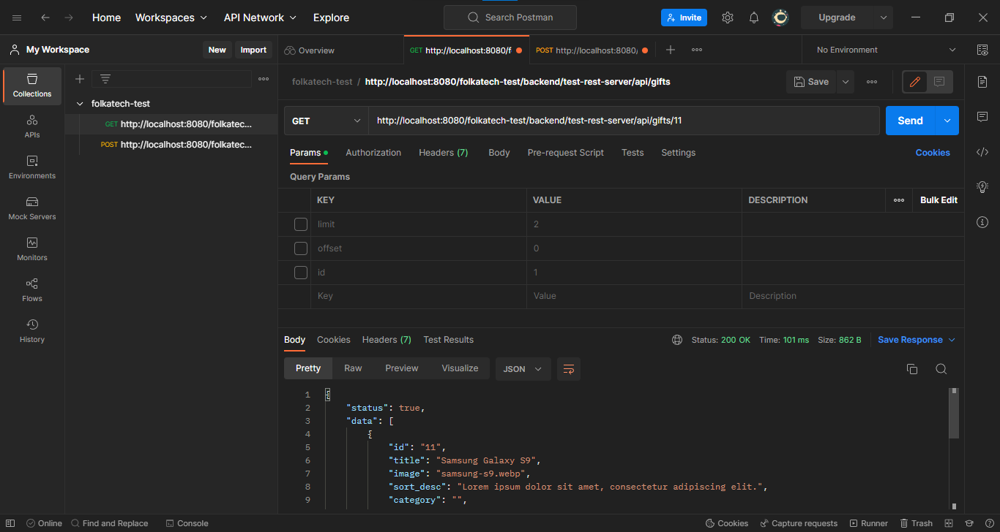 Home Workspaces API Network Explore Search Postman Invite Upgrade
My Workspace New Import Overview GET http://localhost:8080/f POST http://localhost:8080/ No Environment
folkatech-test / http://localhost:8080/folkatech-test/backend/test-rest-server/api/gifts Save
Collections
APIs
Environments
Mock Servers
Monitors
Flows
History
folkatech-test
GET http://localhost:8080/folkatec...
POST http://localhost:8080/folkatec...
GET http://localhost:8080/folkatech-test/backend/test-rest-server/api/gifts/11 Send
Params Authorization Headers (7) Body Pre-request Script Tests Settings Cookies
Query Params
KEY VALUE DESCRIPTION Bulk Edit
limit 2
offset 0
id 1
Key Value Description
Body Cookies Headers (7) Test Results Status: 200 OK Time: 101 ms Size: 862 B Save Response
Pretty Raw Preview Visualize JSON
1 {
2 "status": true,
3 "data": [
4 {
5 "id": "11",
6 "title": "Samsung Galaxy S9",
7 "image": "samsung-s9.webp",
8 "sort_desc": "Lorem ipsum dolor sit amet, consectetur adipiscing elit.",
9 "category": "",
Online Find and Replace Console Cookies Capture requests Runner Trash